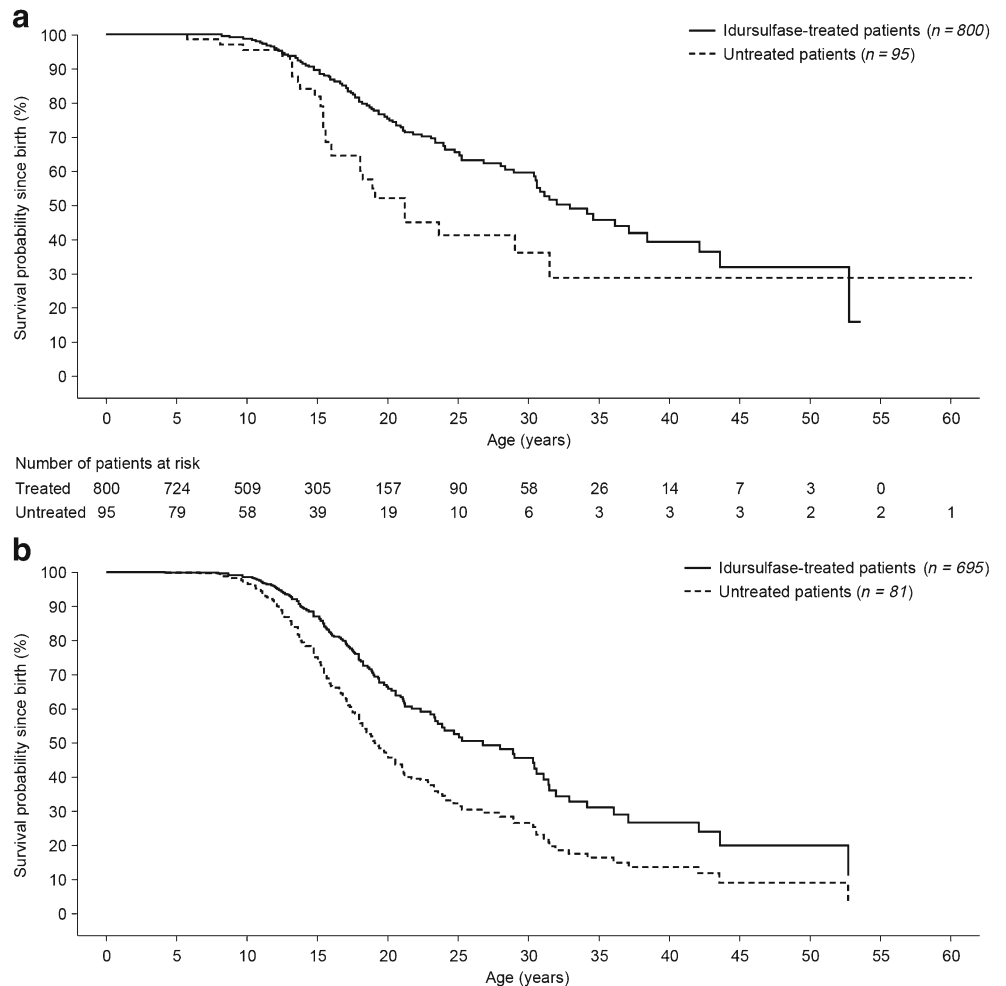 a
Idursulfase-treated patients (n = 800)
Untreated patients (n = 95)
Survival probability since birth (%)
100
90
80
70
60
50
40
30
20
10
0
0 5 10 15 20 25 30 35 40 45 50 55 60
Age (years)
Number of patients at risk
Treated 800 724 509 305 157 90 58 26 14 7 3 0
Untreated 95 79 58 39 19 10 6 3 3 3 2 2 1
b
Idursulfase-treated patients (n = 695)
Untreated patients (n = 81)
Survival probability since birth (%)
100
90
80
70
60
50
40
30
20
10
0
0 5 10 15 20 25 30 35 40 45 50 55 60
Age (years)